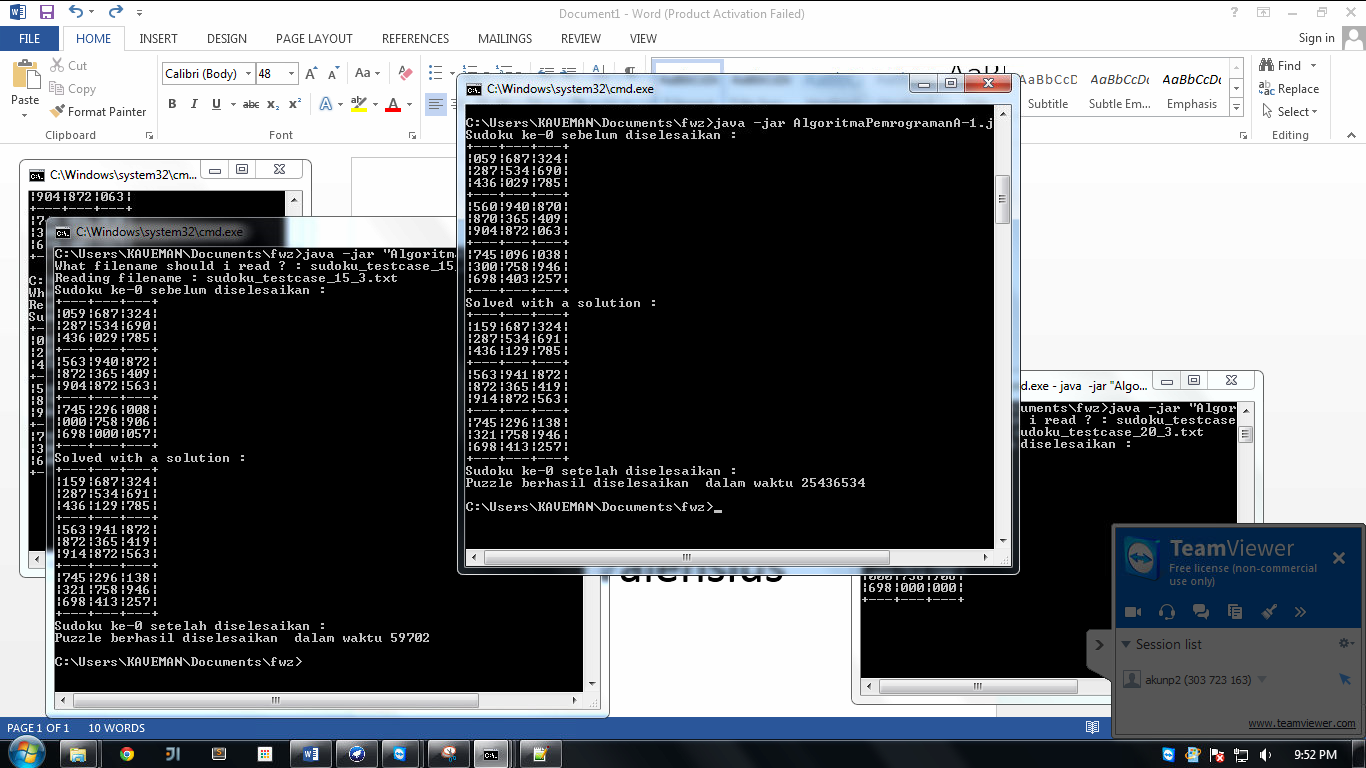 Document1 - Word (Product Activation Failed)
FILE HOME INSERT DESIGN PAGE LAYOUT REFERENCES MAILINGS REVIEW VIEW Sign in
Paste
Cut
Copy
Format Painter
Clipboard
Calibri (Body) 48
Font
Subtitle Subtle Em... Emphasis
Find
Replace
Select
Editing
C:\Windows\system32\cm...
¦904¦872¦063¦
+---+---+---+
C:\Windows\system32\cmd.exe
C:\Users\KAVEMAN\Documents\fwz>java -jar "Algoritm
What filename should i read ? : sudoku_testcase_15_
Reading filename : sudoku_testcase_15_3.txt
Sudoku ke-0 sebelum diselesaikan :
+---+---+---+
¦059¦687¦324¦
¦287¦534¦690¦
¦436¦029¦785¦
+---+---+---+
¦563¦940¦872¦
¦872¦365¦409¦
¦904¦872¦563¦
+---+---+---+
¦745¦296¦008¦
¦000¦758¦906¦
¦698¦000¦057¦
+---+---+---+
Solved with a solution :
+---+---+---+
¦159¦687¦324¦
¦287¦534¦691¦
¦436¦129¦785¦
+---+---+---+
¦563¦941¦872¦
¦872¦365¦419¦
¦914¦872¦563¦
+---+---+---+
¦745¦296¦138¦
¦321¦758¦946¦
¦698¦413¦257¦
+---+---+---+
Sudoku ke-0 setelah diselesaikan :
Puzzle berhasil diselesaikan  dalam waktu 59702
C:\Users\KAVEMAN\Documents\fwz>
C:\Windows\system32\cmd.exe
C:\Users\KAVEMAN\Documents\fwz>java -jar AlgoritmaPemrogramanA-1.j
Sudoku ke-0 sebelum diselesaikan :
+---+---+---+
¦059¦687¦324¦
¦287¦534¦690¦
¦436¦029¦785¦
+---+---+---+
¦560¦940¦870¦
¦870¦365¦409¦
¦904¦872¦063¦
+---+---+---+
¦745¦096¦038¦
¦300¦758¦946¦
¦698¦403¦257¦
+---+---+---+
Solved with a solution :
+---+---+---+
¦159¦687¦324¦
¦287¦534¦691¦
¦436¦129¦785¦
+---+---+---+
¦563¦941¦872¦
¦872¦365¦419¦
¦914¦872¦563¦
+---+---+---+
¦745¦296¦138¦
¦321¦758¦946¦
¦698¦413¦257¦
+---+---+---+
Sudoku ke-0 setelah diselesaikan :
Puzzle berhasil diselesaikan  dalam waktu 25436534
C:\Users\KAVEMAN\Documents\fwz>_
d.exe - java  -jar "Algo...
uments\fwz>java -jar "Algor
i read ? : sudoku_testcase
udoku_testcase_20_3.txt
diselesaikan :
¦698¦000¦000¦
+---+---+---+
TeamViewer
Free license (non-commercial
use only)
Session list
akunp2 (303 723 163)
www.teamviewer.com
PAGE 1 OF 1 10 WORDS
9:52 PM